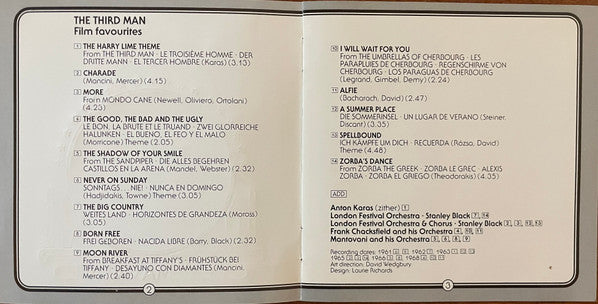 THE THIRD MAN
Film favourites
1 THE HARRY LIME THEME
From THE THIRD MAN · LE TROISIÈME HOMME · DER
DRITTE MANN · EL TERCER HOMBRE (Karas) (3.13)
2 CHARADE
(Mancini, Mercer) (4.15)
3 MORE
From MONDO CANE (Newell, Oliviero, Ortolani)
(4.23)
4 THE GOOD, THE BAD AND THE UGLY
LE BON, LA BRUTE ET LE TRUAND · ZWEI GLORREICHE
HALUNKEN · EL BUENO, EL FEO Y EL MALO
(Morricone) Theme (2.05)
5 THE SHADOW OF YOUR SMILE
From THE SANDPIPER · DIE ALLES BEGEHREN
CASTILLOS EN LA ARENA (Mandel, Webster) (2.32)
6 NEVER ON SUNDAY
SONNTAGS... NIE! · NUNCA EN DOMINGO
(Hadjidakis, Towne) Theme (3.05)
7 THE BIG COUNTRY
WEITES LAND · HORIZONTES DE GRANDEZA (Moross)
(3.05)
8 BORN FREE
FREI GEBOREN · NACIDA LIBRE (Barry, Black) (2.32)
9 MOON RIVER
From BREAKFAST AT TIFFANY'S · FRÜHSTÜCK BEI
TIFFANY · DESAYUNO CON DIAMANTES (Mancini,
Mercer) (2.40)
2
10 I WILL WAIT FOR YOU
From THE UMBRELLAS OF CHERBOURG · LES
PARAPLUIES DE CHERBOURG · REGENSCHIRME VON
CHERBOURG · LOS PARAGUAS DE CHERBOURG
(Legrand, Gimbel, Demy) (2.24)
11 ALFIE
(Bacharach, David) (2.47)
12 A SUMMER PLACE
DIE SOMMERINSEL · UN LUGAR DE VERANO (Steiner,
Discant) (3.35)
13 SPELLBOUND
ICH KÄMPFE UM DICH · RECUERDA (Rózsa, David)
Theme (4.48)
14 ZORBA'S DANCE
From ZORBA THE GREEK · ZORBA LE GREC · ALEXIS
ZORBA · ZORBA EL GRIEGO (Theodorakis) (4.35)
ADD
Anton Karas (zither) 1
London Festival Orchestra · Stanley Black
London Festival Orchestra & Chorus · Stanley Black
Frank Chacksfield and his Orchestra
Mantovani and his Orchestra
Recording dates: 1961 1962 1963
1965 1966 1968
Art direction: David Wedgbury
Design: Laurie Richards
3